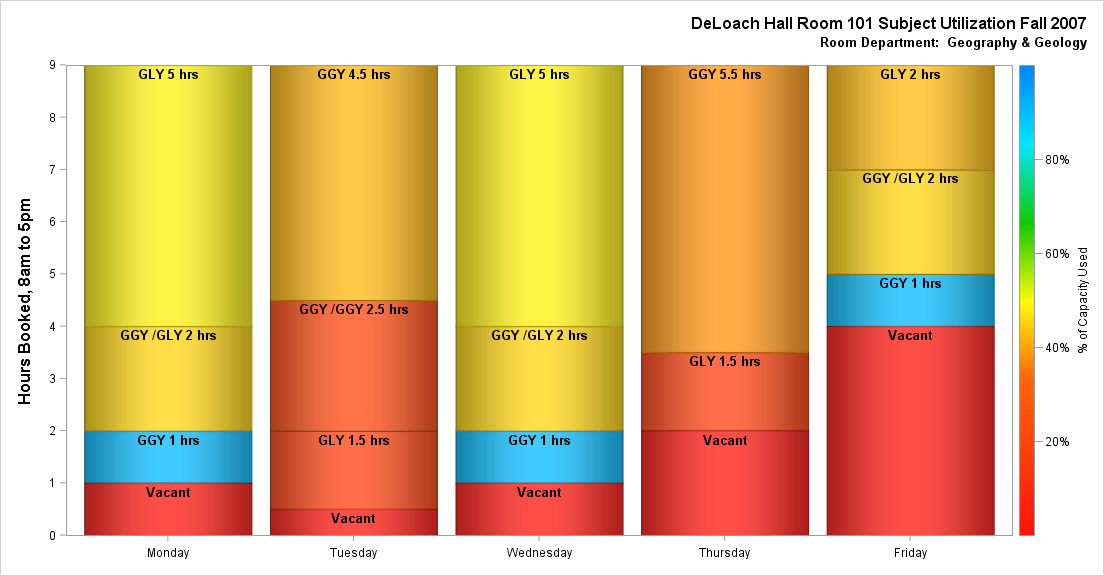 DeLoach Hall Room 101 Subject Utilization Fall 2007
Room Department:  Geography & Geology
Hours Booked, 8am to 5pm
9
8
7
6
5
4
3
2
1
0
GLY 5 hrs
GGY /GLY 2 hrs
GGY 1 hrs
Vacant
GGY 4.5 hrs
GGY /GGY 2.5 hrs
GLY 1.5 hrs
Vacant
GLY 5 hrs
GGY /GLY 2 hrs
GGY 1 hrs
Vacant
GGY 5.5 hrs
GLY 1.5 hrs
Vacant
GLY 2 hrs
GGY /GLY 2 hrs
GGY 1 hrs
Vacant
Monday
Tuesday
Wednesday
Thursday
Friday
80%
60%
40%
20%
% of Capacity Used